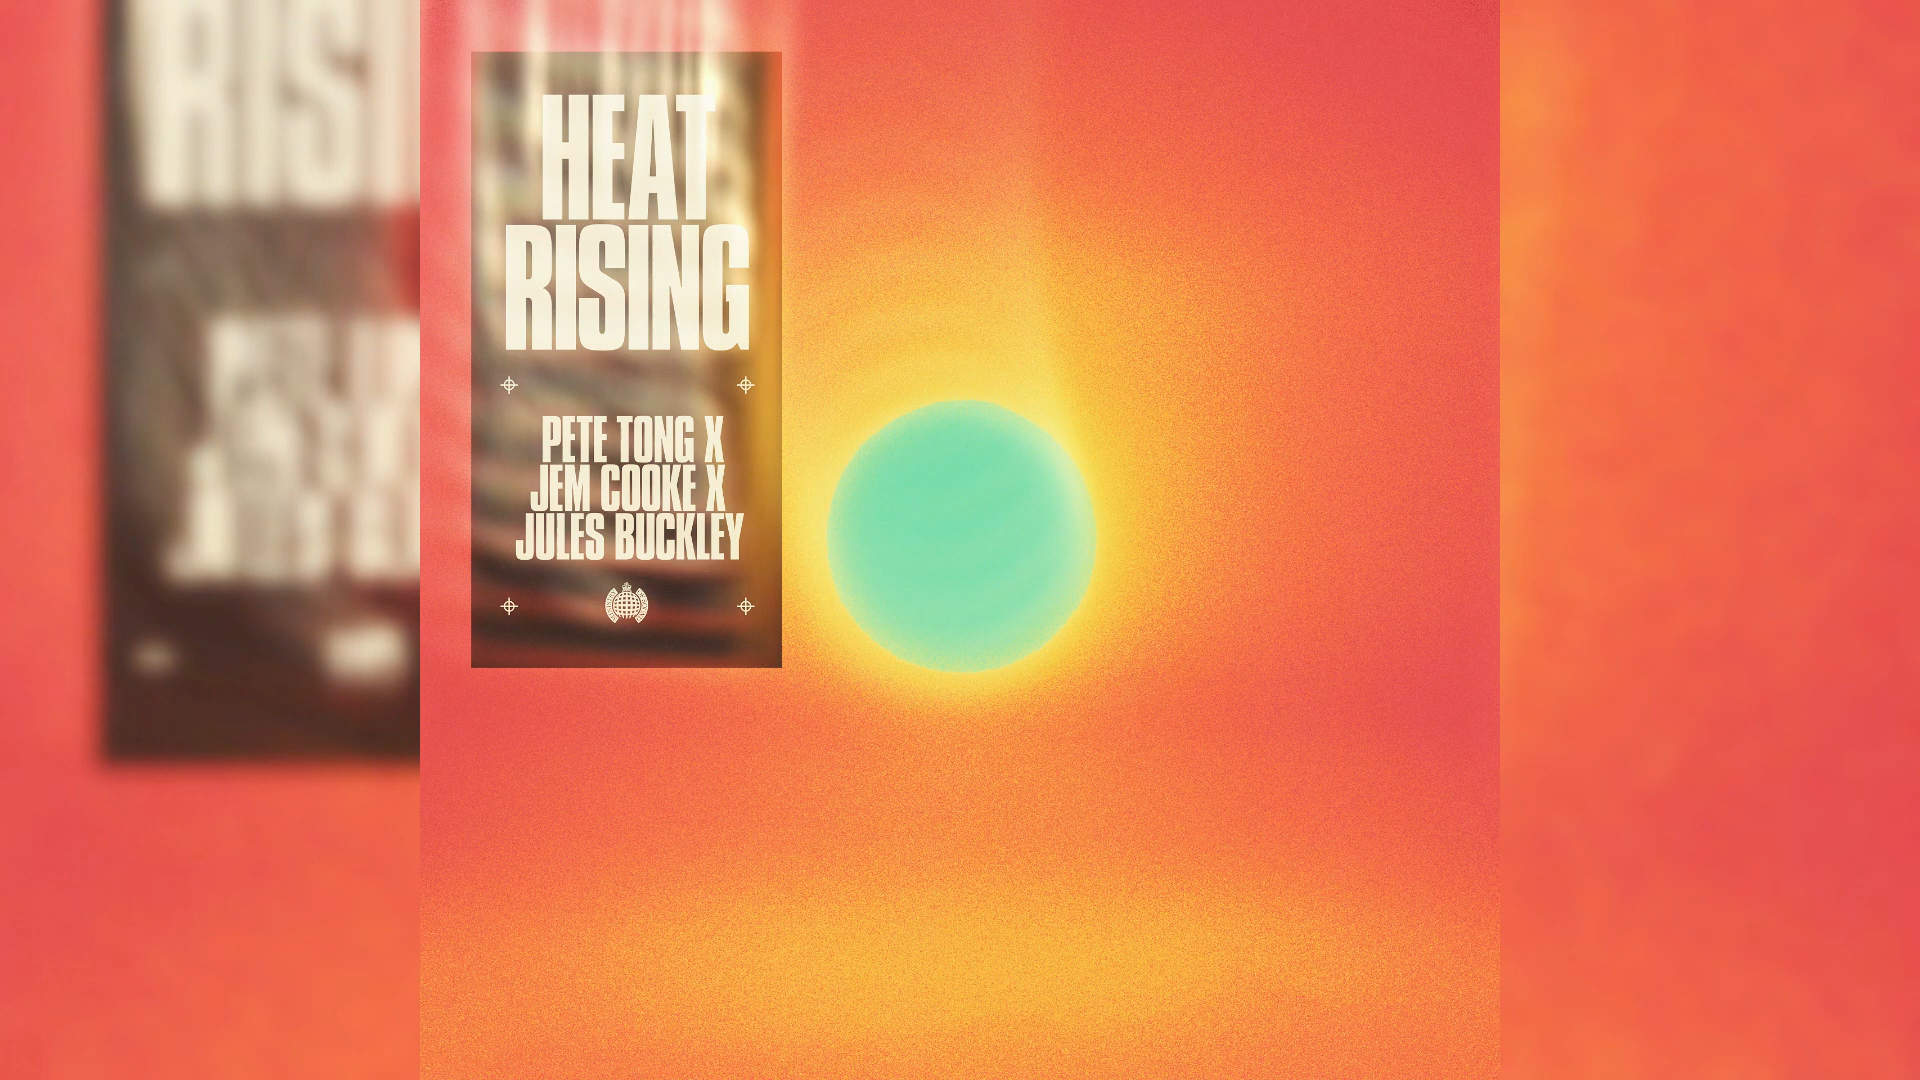 HEAT
RISING
PETE TONG X
JEM COOKE X
JULES BUCKLEY